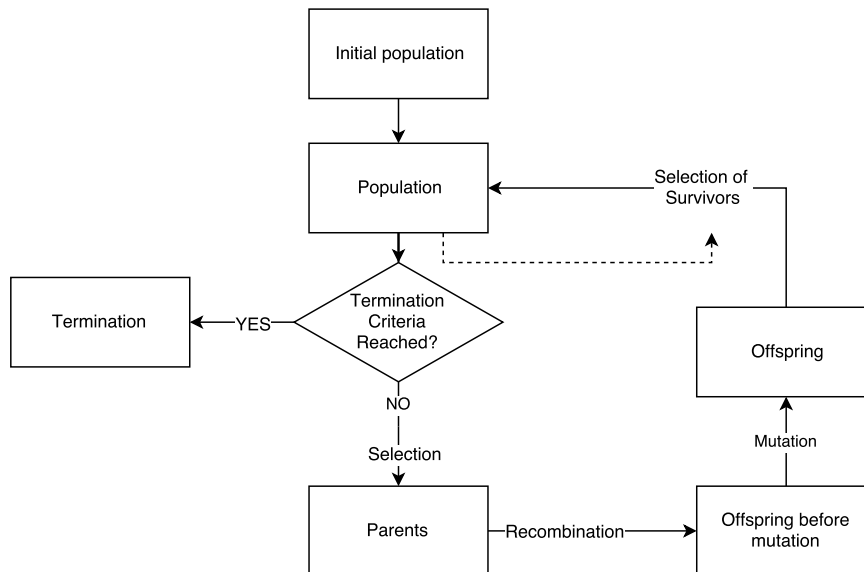 Initial population
Population
Selection of
Survivors
Termination
Criteria
Reached?
YES
Termination
Offspring
NO
Mutation
Selection
Parents
Recombination
Offspring before
mutation